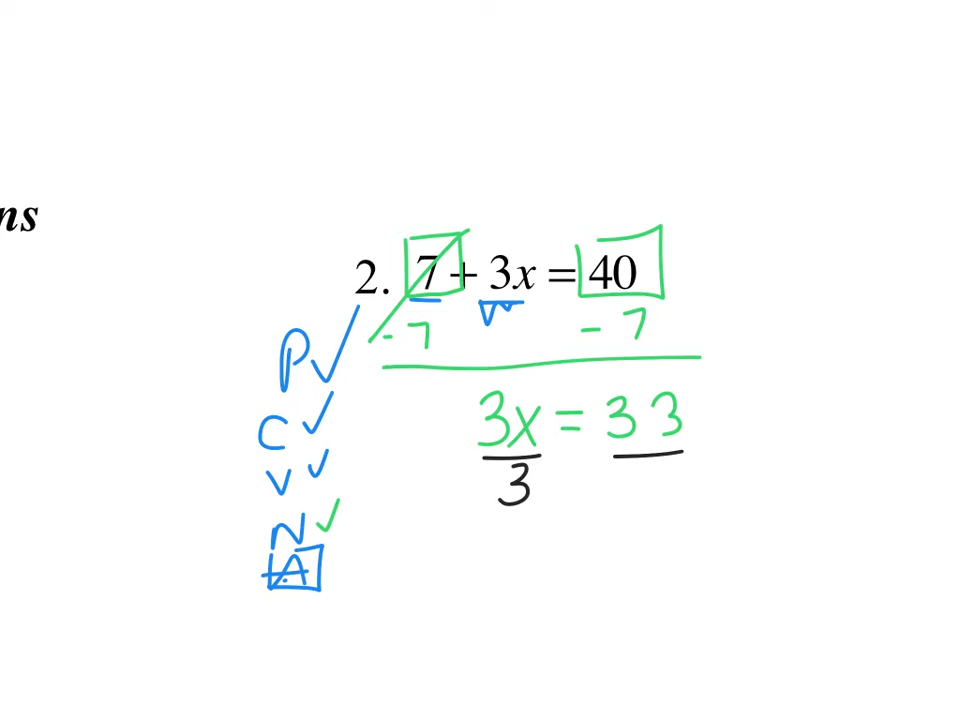 ns
2. 7 + 3x = 40
- 7 - 7
P✓
C✓
V✓
N✓
A
3x = 33
3